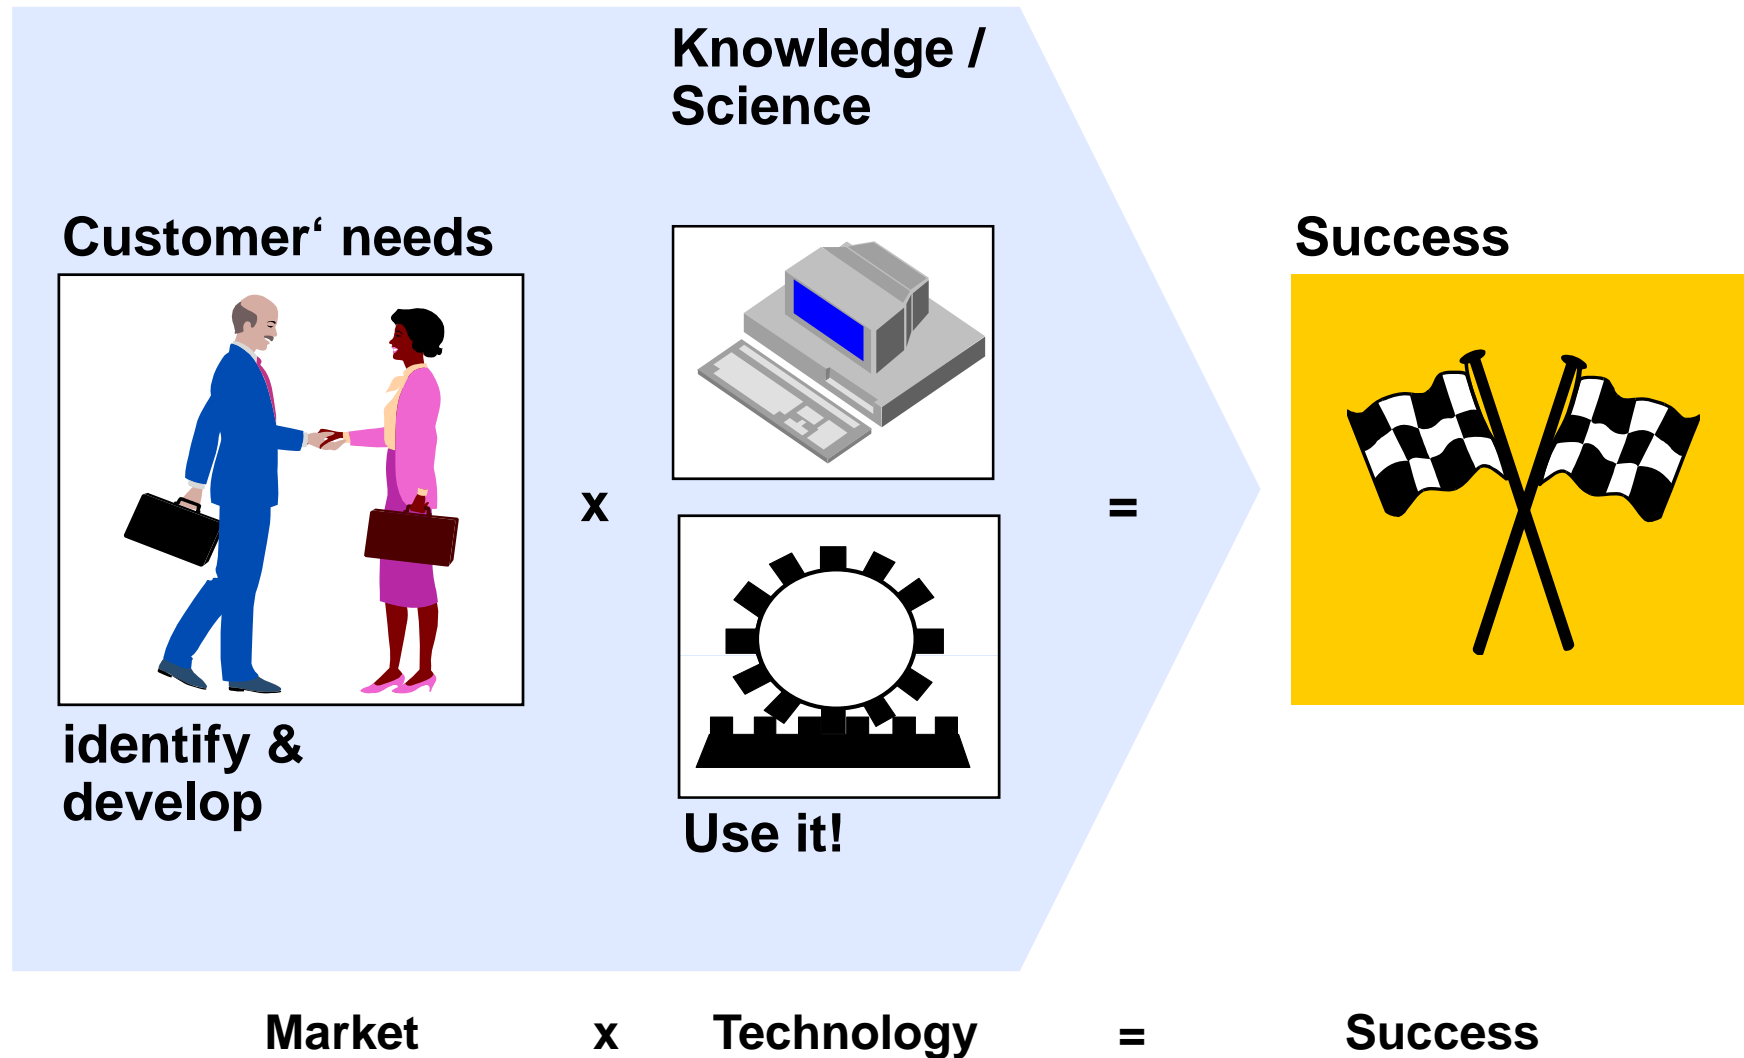 Knowledge /
Science
Customer‘ needs
Success
x
=
identify &
develop
Use it!
Market x Technology = Success